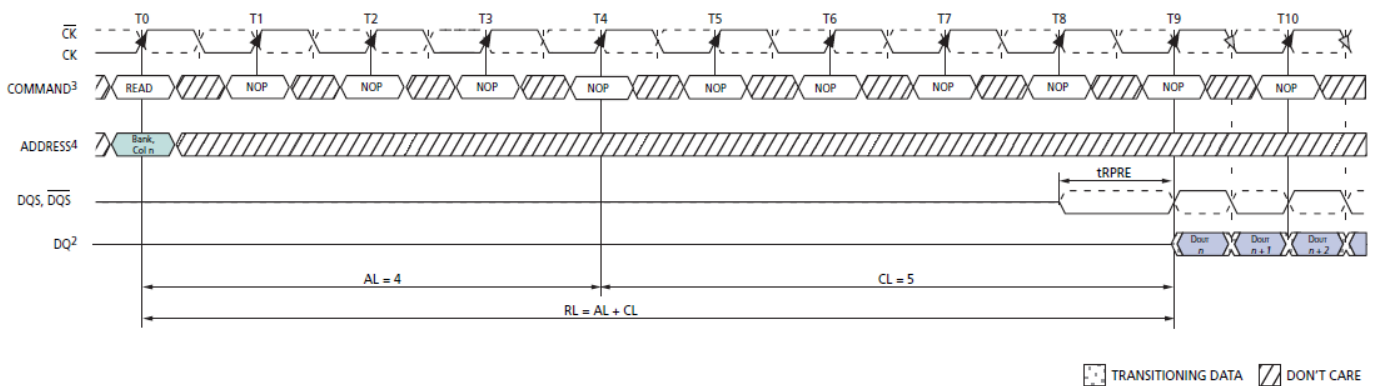 T0 T1 T2 T3 T4 T5 T6 T7 T8 T9 T10
C̅K̅
CK
COMMAND³ READ NOP NOP NOP NOP NOP NOP NOP NOP NOP NOP
ADDRESS⁴ Bank,
Col n
tRPRE
DQS, D̅Q̅S̅
DQ² DOUT DOUT DOUT
n n + 1 n + 2
AL = 4 CL = 5
RL = AL + CL
TRANSITIONING DATA DON'T CARE